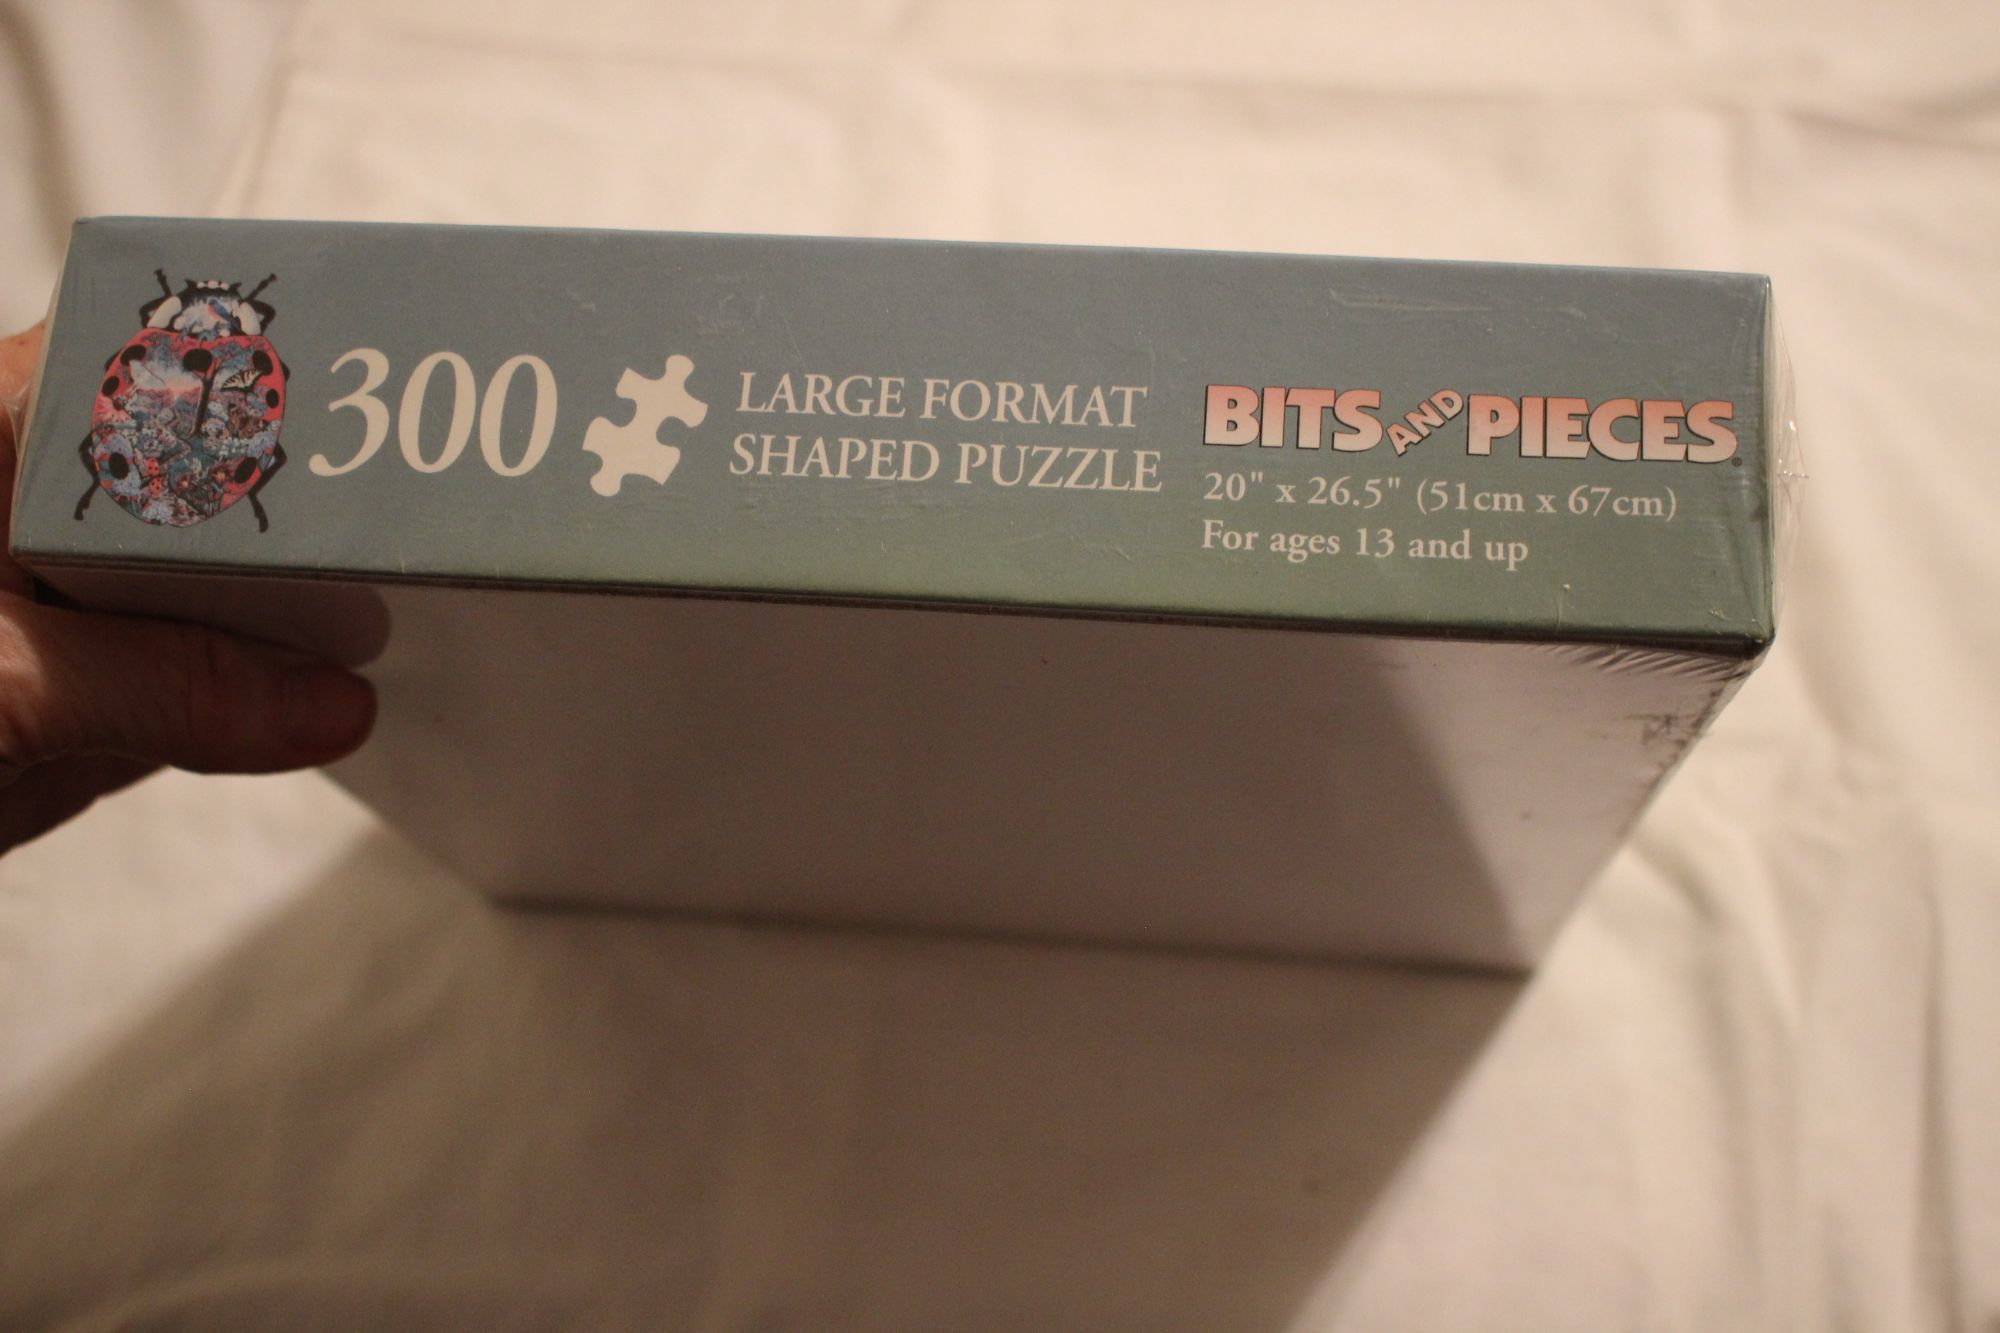 300
LARGE FORMAT
SHAPED PUZZLE
BITS AND PIECES®
20" x 26.5" (51cm x 67cm)
For ages 13 and up